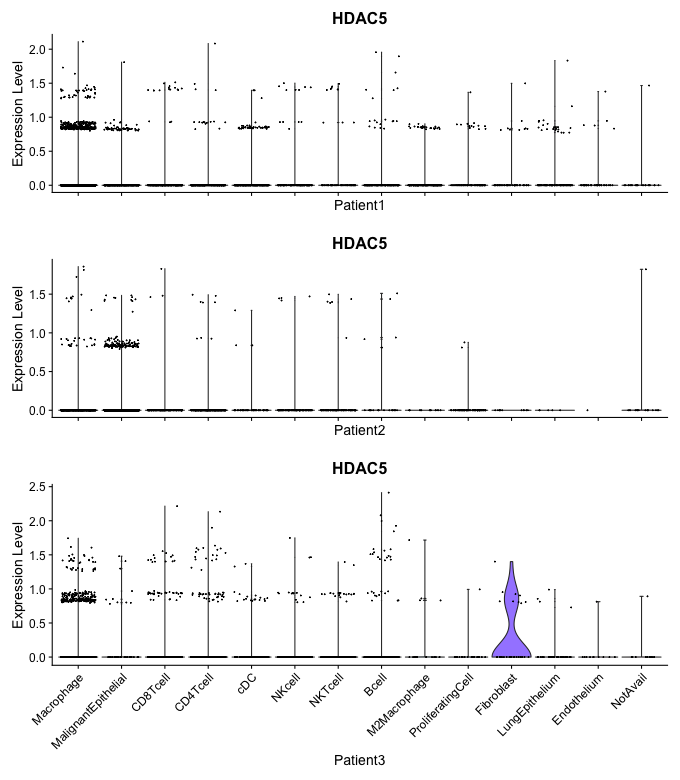 HDAC5
Expression Level
2.0
1.5
1.0
0.5
0.0
Patient1
HDAC5
Expression Level
1.5
1.0
0.5
0.0
Patient2
HDAC5
Expression Level
2.5
2.0
1.5
1.0
0.5
0.0
Macrophage
MalignantEpithelial
CD8Tcell
CD4Tcell
cDC
NKcell
NKTcell
Bcell
M2Macrophage
ProliferatingCell
Fibroblast
LungEpithelium
Endothelium
NotAvail
Patient3